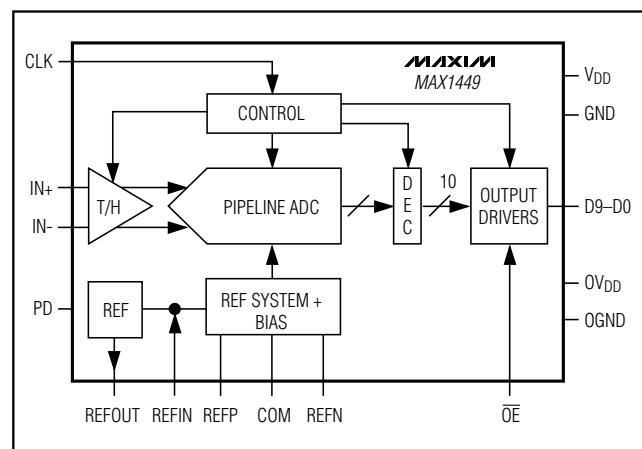 CLK
MAXIM
MAX1449
VDD
GND
CONTROL
IN+
IN-
T/H
PIPELINE ADC
DEC
10
OUTPUT
DRIVERS
D9–D0
PD
REF
REF SYSTEM +
BIAS
OVDD
OGND
REFOUT
REFIN
REFP
COM
REFN
OE